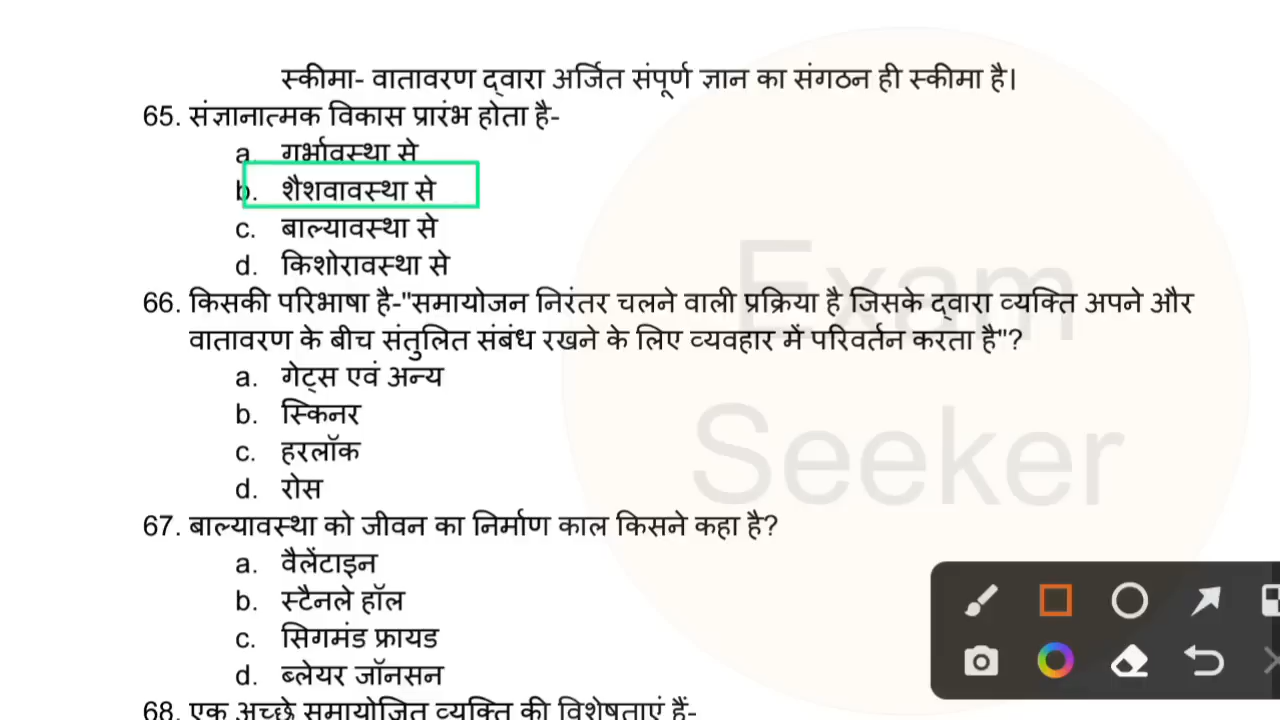 स्कीमा- वातावरण द्वारा अर्जित संपूर्ण ज्ञान का संगठन ही स्कीमा है।
65. संज्ञानात्मक विकास प्रारंभ होता है-
a. गर्भावस्था से
b. शैशवावस्था से
c. बाल्यावस्था से
d. किशोरावस्था से
66. किसकी परिभाषा है-"समायोजन निरंतर चलने वाली प्रक्रिया है जिसके द्वारा व्यक्ति अपने और
वातावरण के बीच संतुलित संबंध रखने के लिए व्यवहार में परिवर्तन करता है"?
a. गेट्स एवं अन्य
b. स्किनर
c. हरलॉक
d. रोस
67. बाल्यावस्था को जीवन का निर्माण काल किसने कहा है?
a. वैलेंटाइन
b. स्टैनले हॉल
c. सिगमंड फ्रायड
d. ब्लेयर जॉनसन
68. एक अच्छे समायोजित व्यक्ति की विशेषताएं हैं-
Exam
Seeker